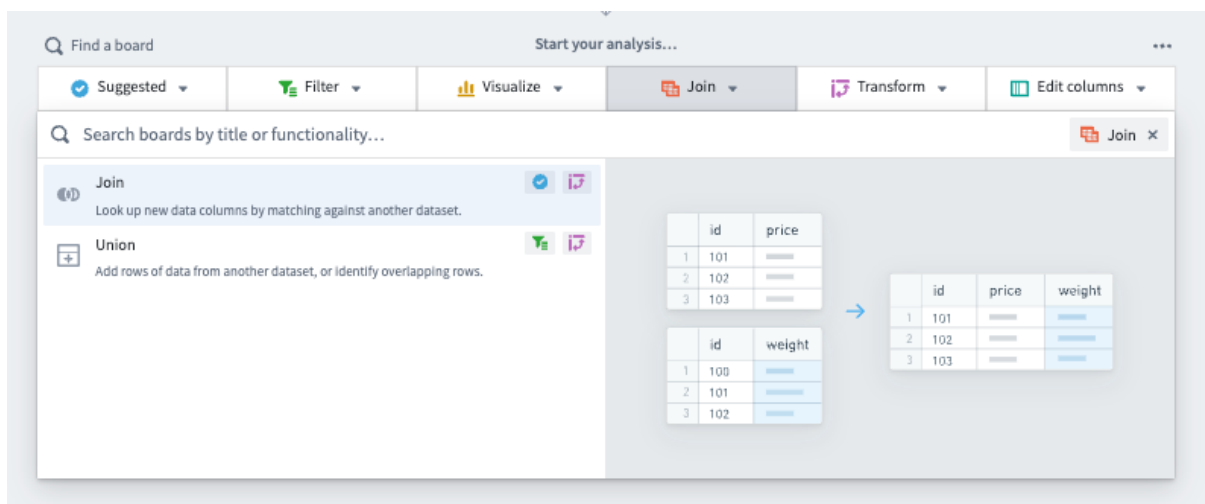 Find a board
Start your analysis...
Suggested
Filter
Visualize
Join
Transform
Edit columns
Search boards by title or functionality...
Join
Join
Look up new data columns by matching against another dataset.
Union
Add rows of data from another dataset, or identify overlapping rows.
id price
1 101
2 102
3 103
id weight
1 100
2 101
3 102
id price weight
1 101
2 102
3 103